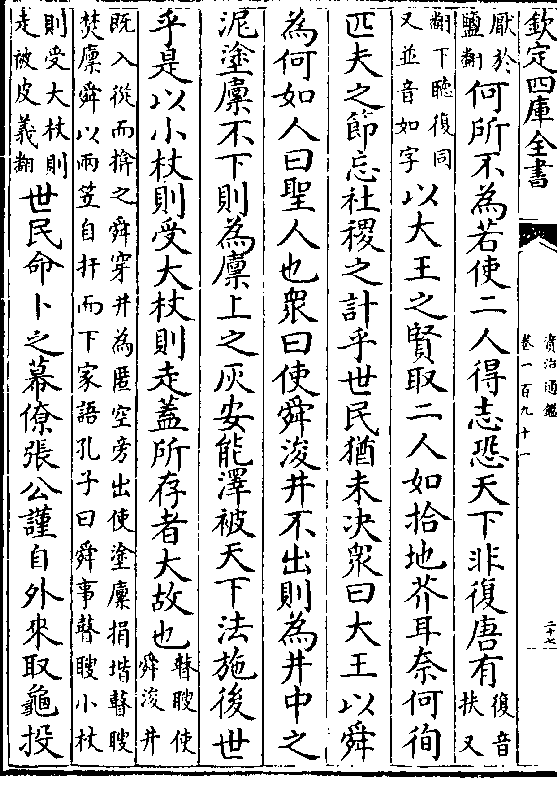 欽定四庫全書
資治通鑑
卷一百九十一
二十七
厭於
鹽翻何所不為若使二人得志恐天下非復唐有復音
扶又
翻下聽復同
又並音如字以大王之賢取二人如拾地芥耳奈何徇
匹夫之節忘社稷之計乎世民猶未决衆曰大王以舜
為何如人曰聖人也衆曰使舜浚井不出則為井中之
泥塗廩不下則為廩上之灰安能澤被天下法施後世
乎是以小杖則受大杖則走蓋所存者大故也瞽瞍使
舜浚井
既入從而揜之舜穿井為匿空旁出使塗廩捐堦瞽瞍
焚廩舜以兩笠自扞而下家語孔子曰舜事瞽瞍小杖
則受大杖則
走被皮義翻世民命卜之幕僚張公謹自外來取龜投